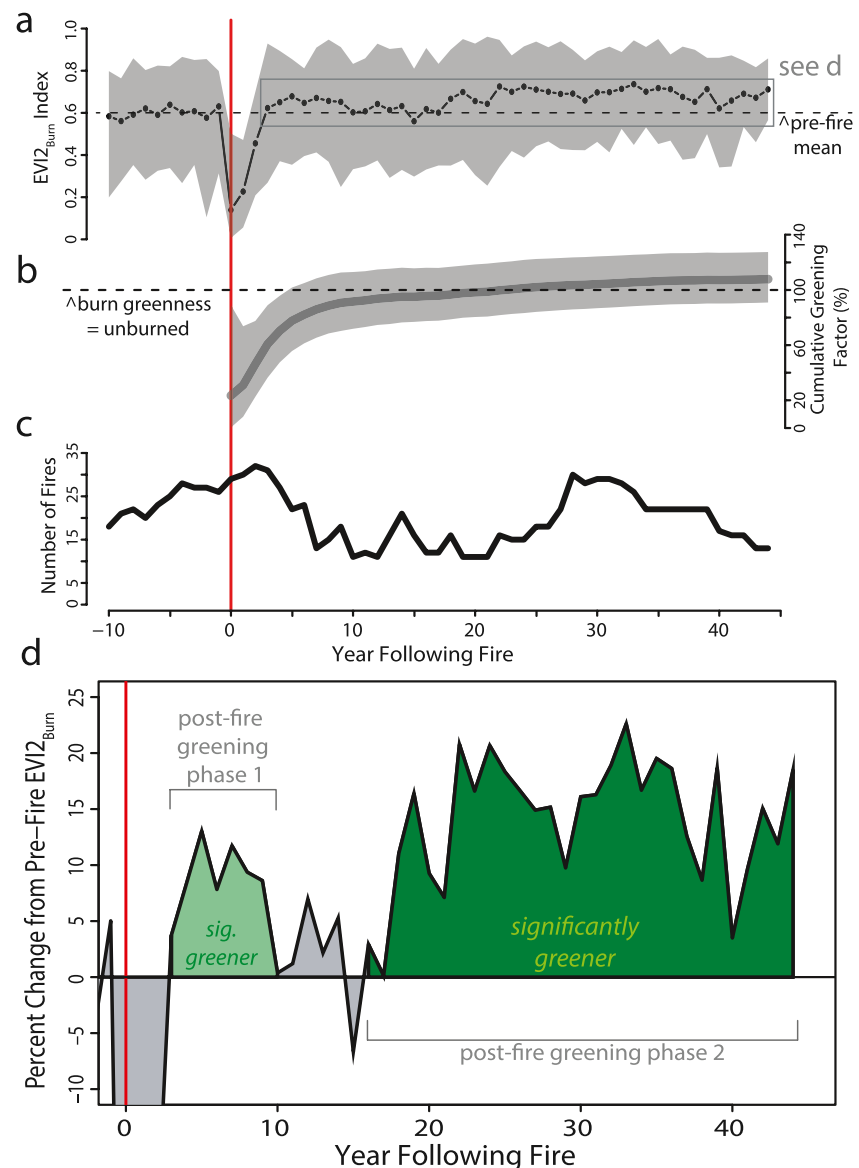 a
EVI2Burn Index
0
0.2
0.4
0.6
0.8
1.0
see d
^pre-fire
mean
b
^burn greenness
= unburned
0
20
60
100
140
Cumulative Greening
Factor (%)
c
Number of Fires
0
5
15
25
35
−10
0
10
20
30
40
Year Following Fire
d
Percent Change from Pre−Fire EVI2Burn
25
20
15
10
5
0
−5
−10
post-fire
greening
phase 1
sig.
greener
significantly
greener
post-fire greening phase 2
0
10
20
30
40
Year Following Fire